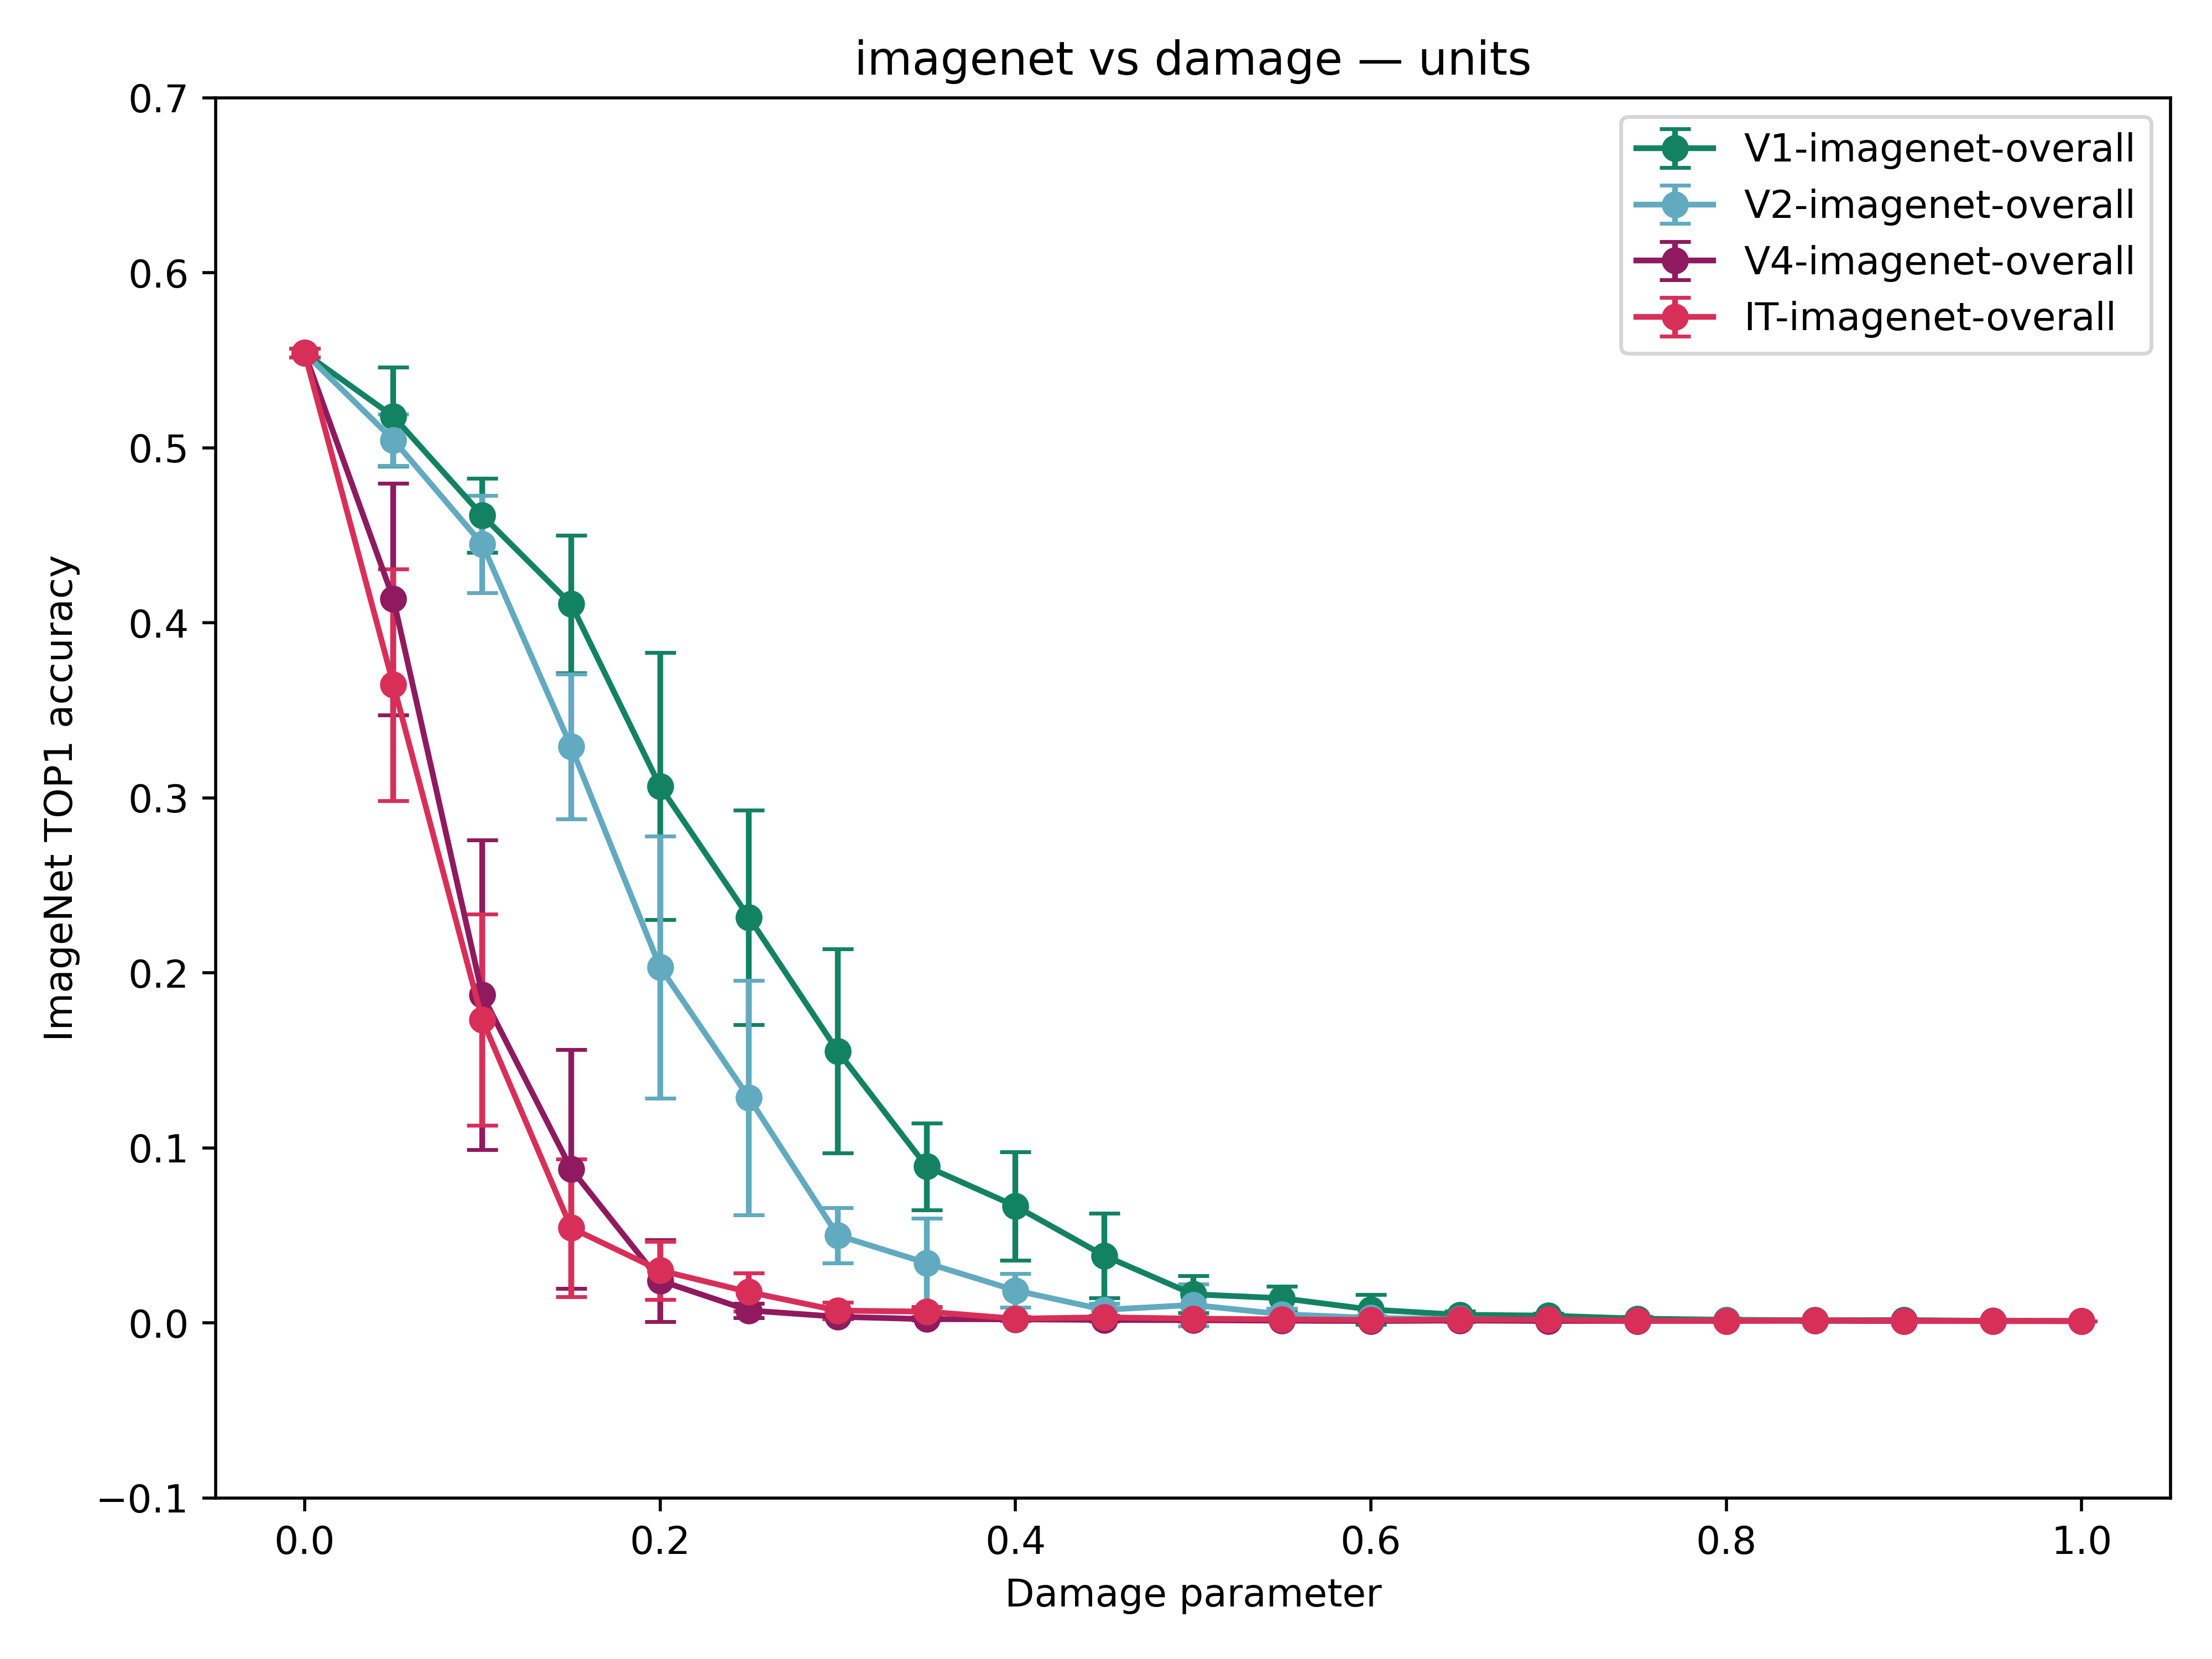 imagenet vs damage — units
0.7
0.6
0.5
0.4
0.3
0.2
0.1
0.0
−0.1
ImageNet TOP1 accuracy
V1-imagenet-overall
V2-imagenet-overall
V4-imagenet-overall
IT-imagenet-overall
0.0 0.2 0.4 0.6 0.8 1.0
Damage parameter